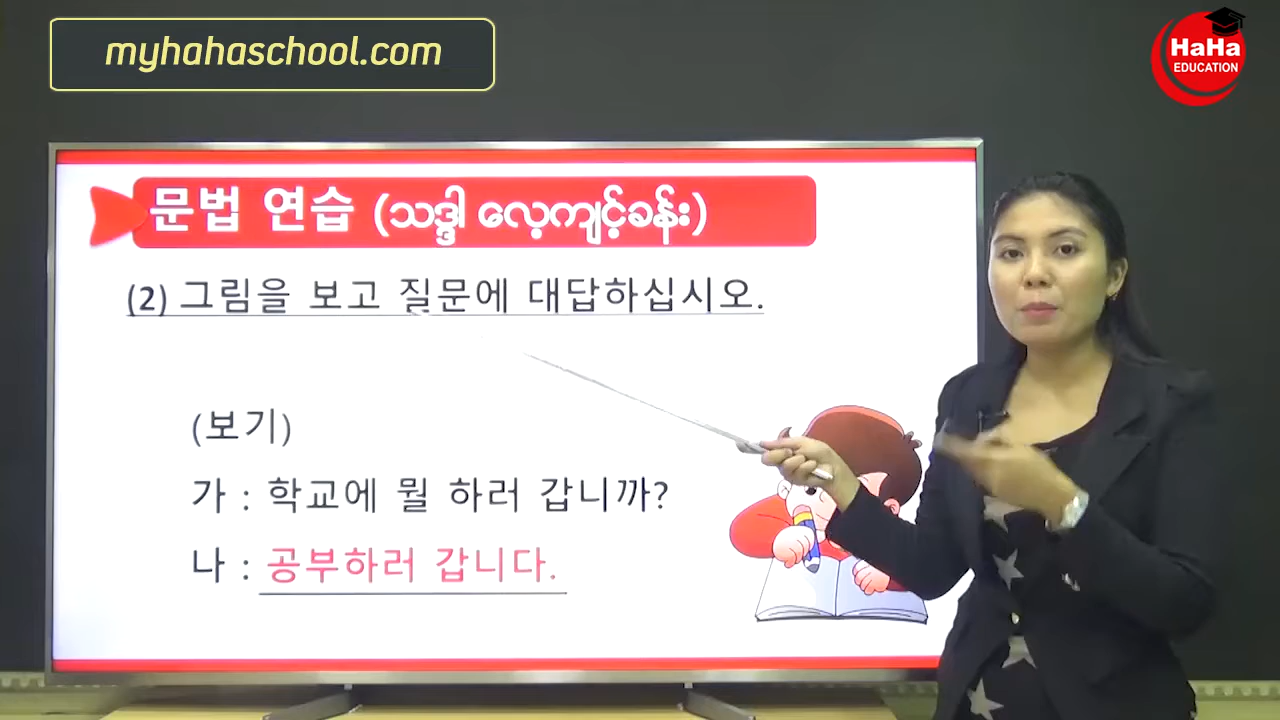 myhahaschool.com
HaHa
EDUCATION
문법 연습 (သဒ္ဒါ လေ့ကျင့်ခန်း)
(2) 그림을 보고 질문에 대답하십시오.
(보기)
가 : 학교에 뭘 하러 갑니까?
나 : 공부하러 갑니다.